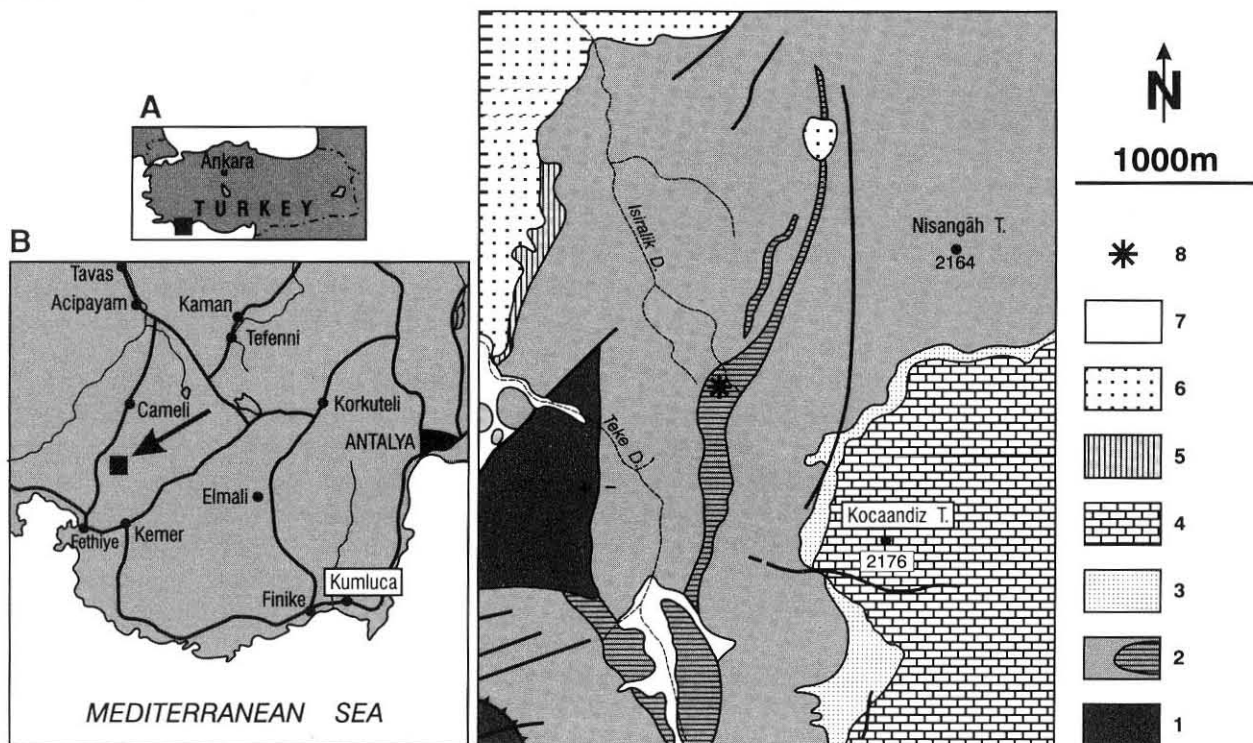 A
Ankara
TURKEY
B
Tavas
Acipayam
Kaman
Tefenni
Cameli
Korkuteli
ANTALYA
Elmali
Fethiye
Kemer
Finike
Kumluca
MEDITERRANEAN SEA
Isiralik D.
Nisangâh T.
2164
Teke D.
Kocaandiz T.
2176
N
1000m
8
7
6
5
4
3
2
1